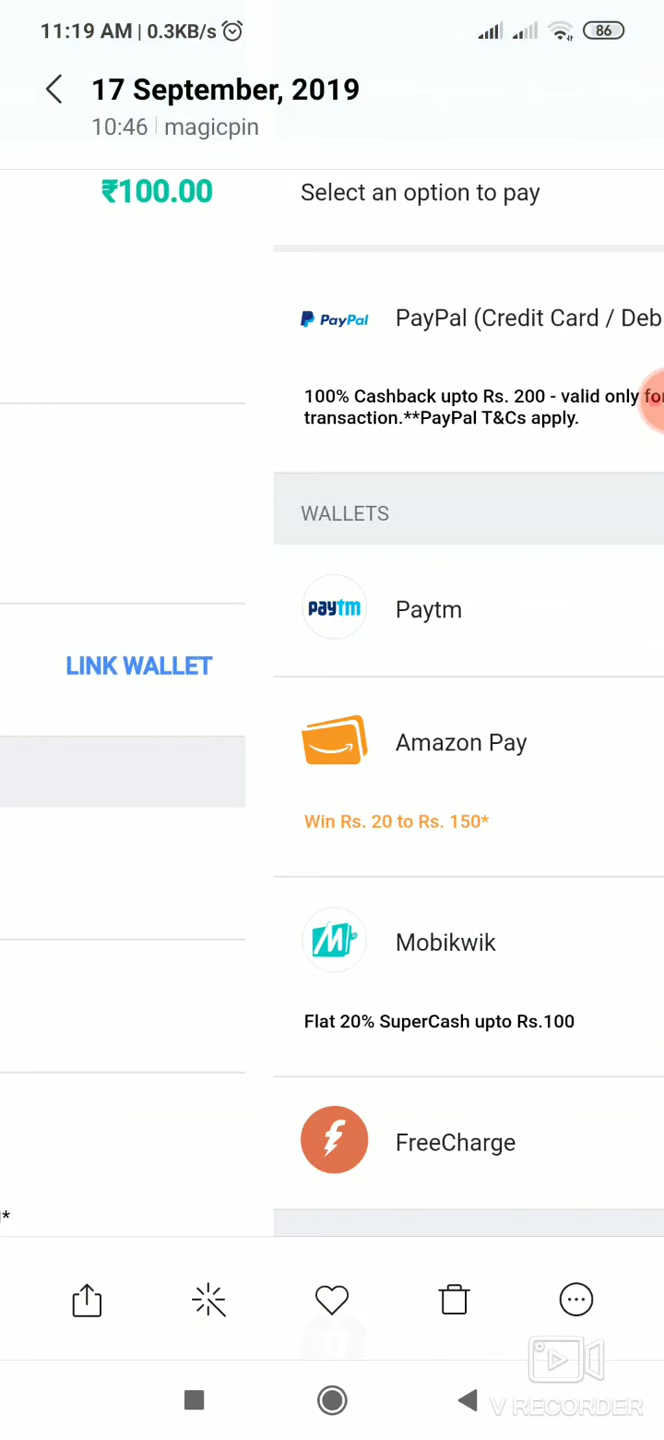 11:19 AM | 0.3KB/s
86
17 September, 2019
10:46 | magicpin
₹100.00
LINK WALLET
*
Select an option to pay
PayPal
PayPal (Credit Card / Deb
100% Cashback upto Rs. 200 - valid only for
transaction.**PayPal T&Cs apply.
WALLETS
paytm
Paytm
Amazon Pay
Win Rs. 20 to Rs. 150*
Mobikwik
Flat 20% SuperCash upto Rs.100
FreeCharge
V RECORDER